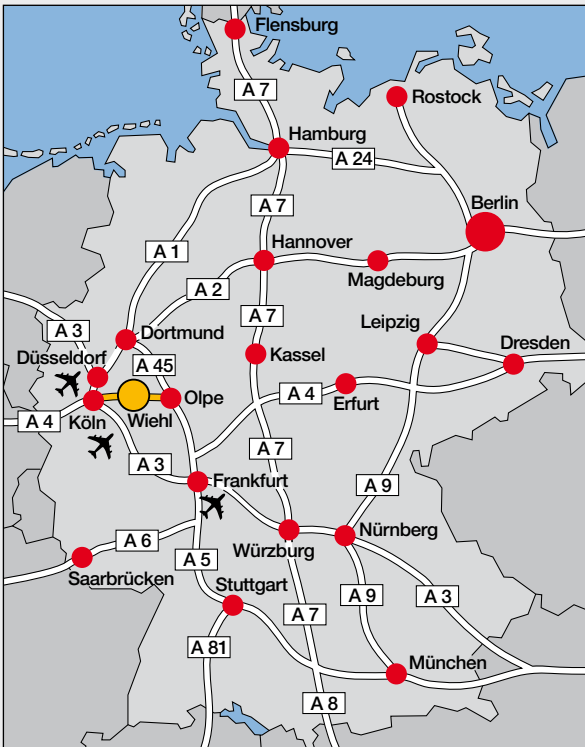 Flensburg
A 7
Rostock
Hamburg
A 24
Berlin
A 7
A 1
Hannover
Magdeburg
A 2
A 3
A 7
Leipzig
Dortmund
Dresden
Düsseldorf
A 45
Kassel
Olpe
A 4
Erfurt
A 4
Köln
Wiehl
A 7
A 3
Frankfurt
A 9
A 6
Würzburg
Nürnberg
A 5
Saarbrücken
Stuttgart
A 7
A 9
A 3
A 81
München
A 8